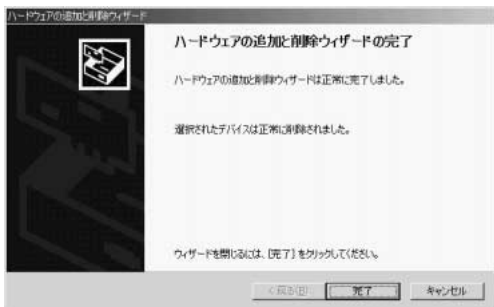 ハードウェアの追加と削除ウィザード
ハードウェアの追加と削除ウィザードの完了
ハードウェアの追加と削除ウィザードは正常に完了しました。
選択されたデバイスは正常に削除されました。
ウィザードを閉じるには、[完了] をクリックしてください。
< 戻る(B)
完了
キャンセル